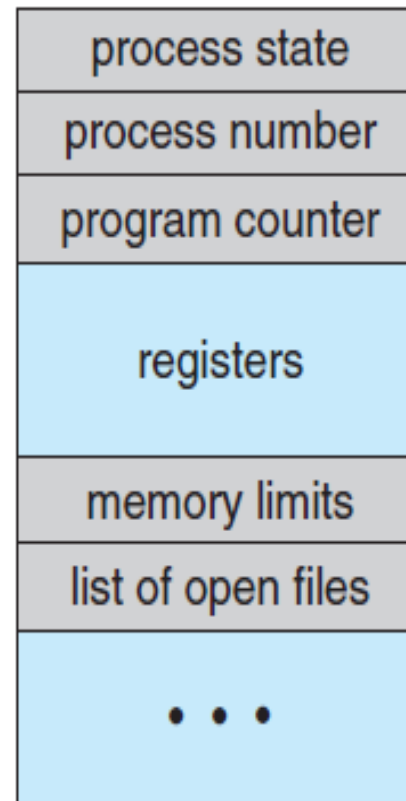 process state
process number
program counter
registers
memory limits
list of open files
• • •